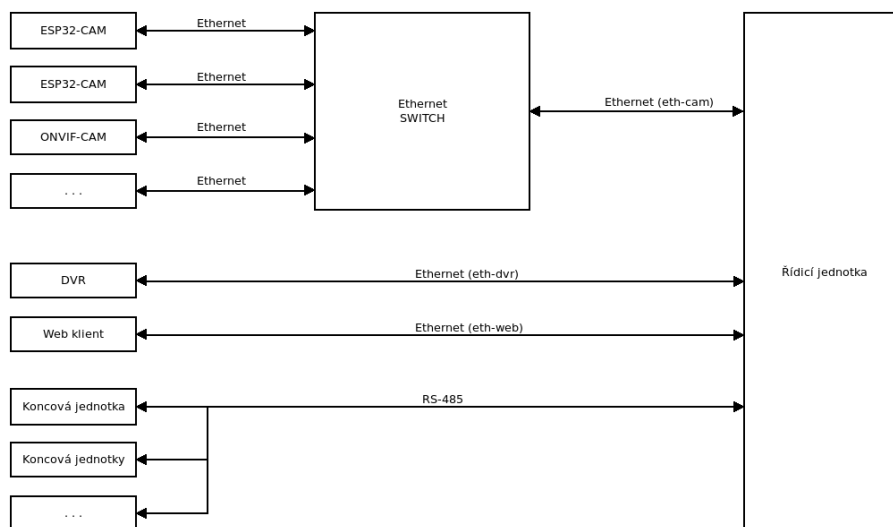 ESP32-CAM
Ethernet
ESP32-CAM
Ethernet
Ethernet
SWITCH
Ethernet (eth-cam)
ONVIF-CAM
Ethernet
. . .
Ethernet
DVR
Ethernet (eth-dvr)
Řídicí jednotka
Web klient
Ethernet (eth-web)
Koncová jednotka
RS-485
Koncová jednotky
. . .